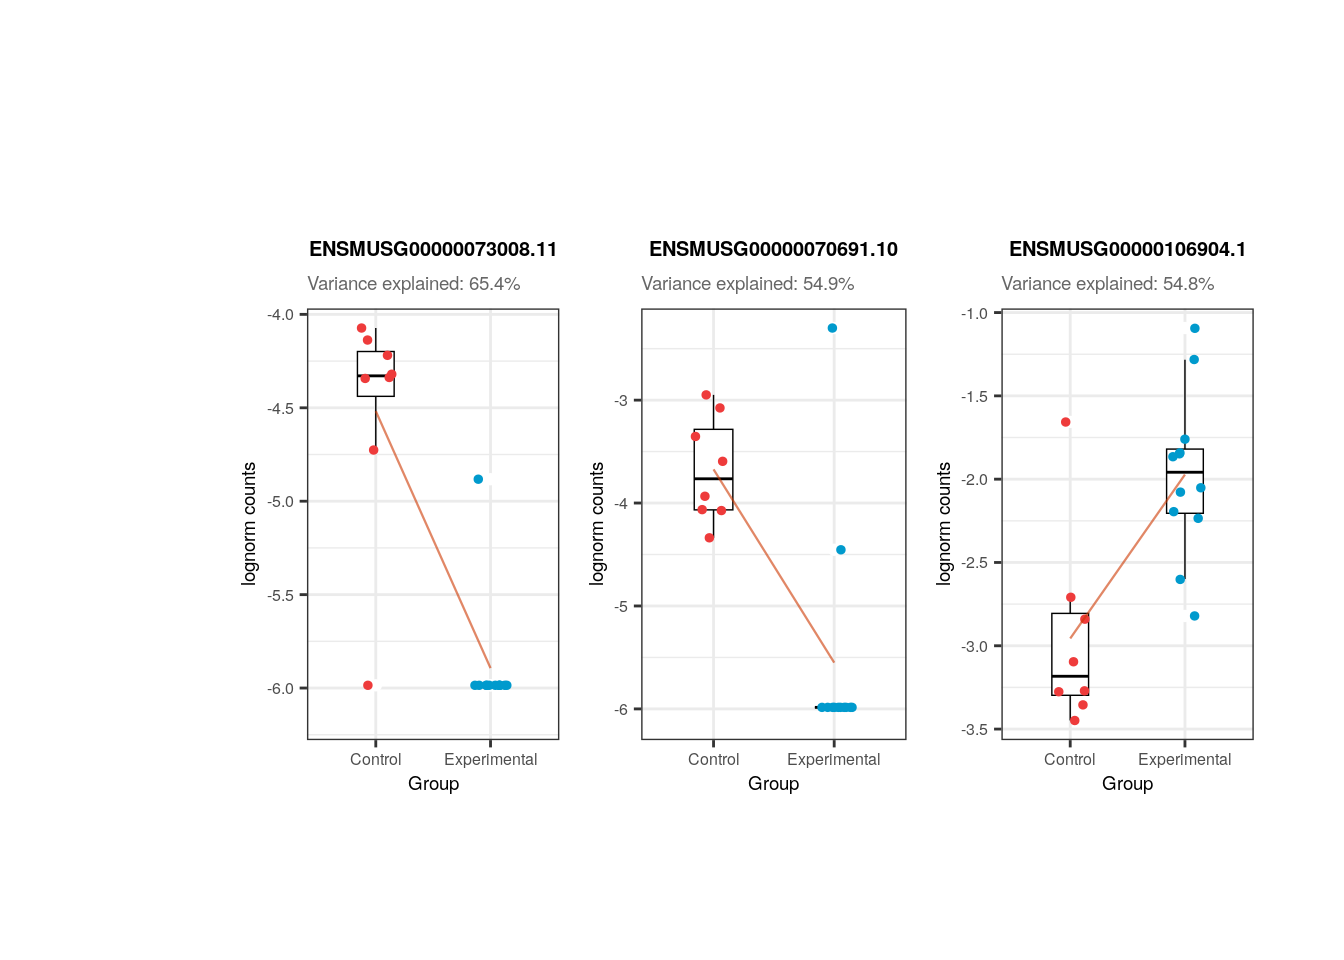 ENSMUSG00000073008.11
Variance explained: 65.4%
-4.0
-4.5
-5.0
-5.5
-6.0
lognorm counts
Control
Experimental
Group
ENSMUSG00000070691.10
Variance explained: 54.9%
-3
-4
-5
-6
lognorm counts
Control
Experimental
Group
ENSMUSG00000106904.1
Variance explained: 54.8%
-1.0
-1.5
-2.0
-2.5
-3.0
-3.5
lognorm counts
Control
Experimental
Group